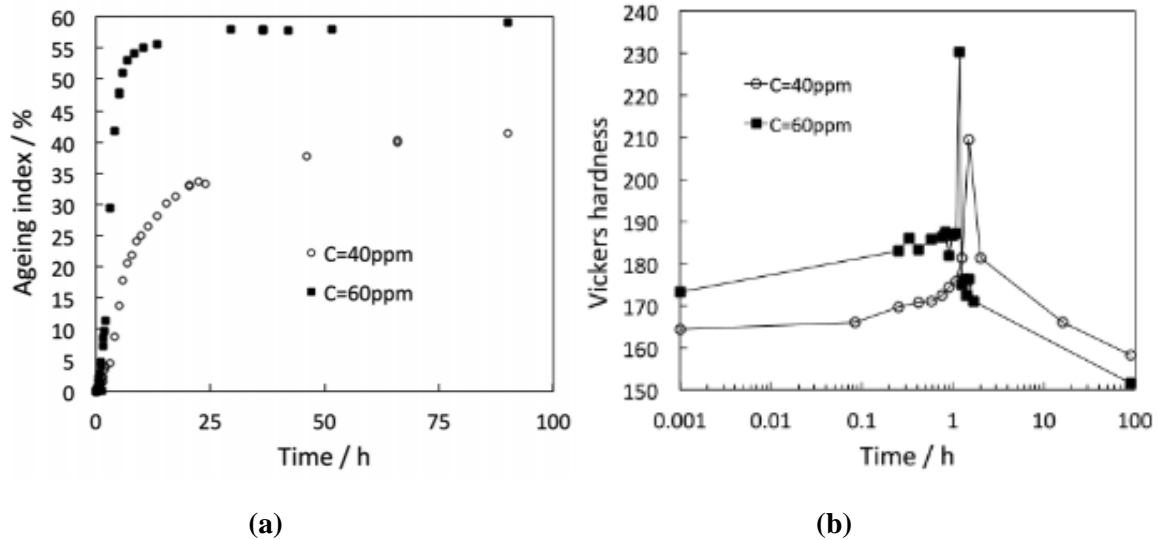 60
55
50
45
40
35
30
25
20
15
10
5
0
Ageing index / %
C=40ppm
C=60ppm
0 25 50 75 100
Time / h
(a)
240
230
220
210
200
190
180
170
160
150
Vickers hardness
C=40ppm
C=60ppm
0.001 0.01 0.1 1 10 100
Time / h
(b)